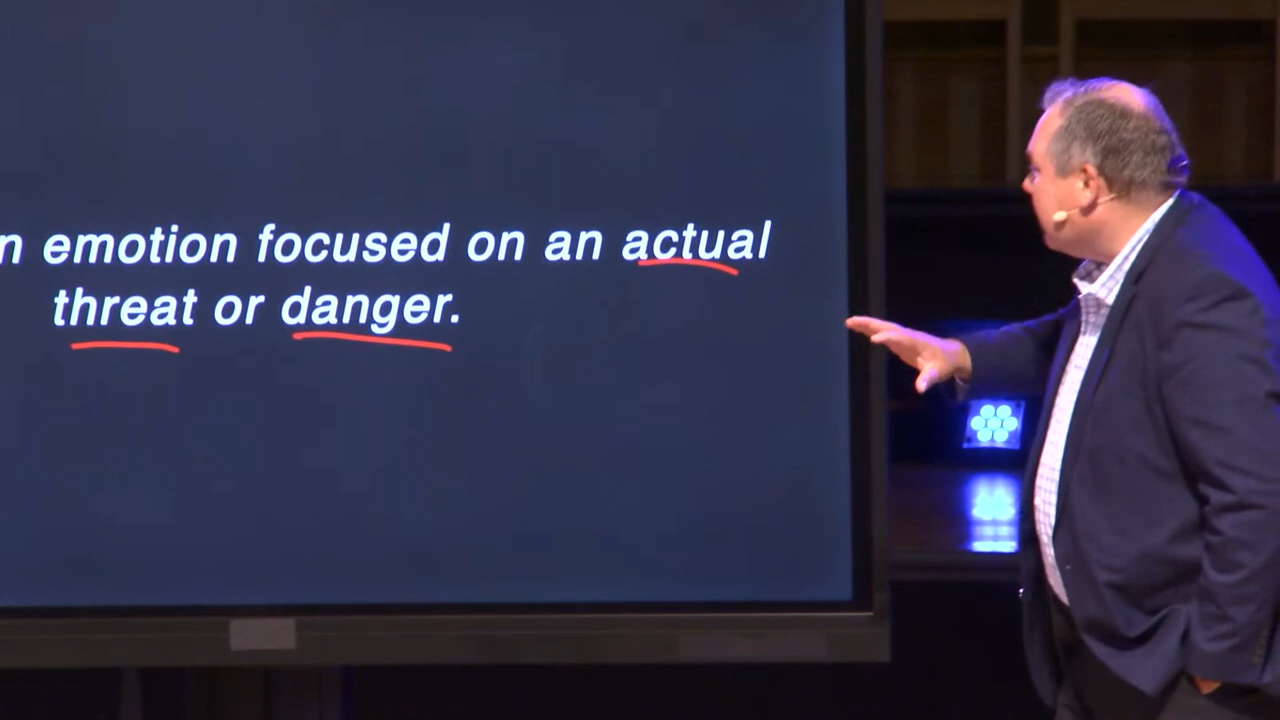 n emotion focused on an actual
threat or danger.